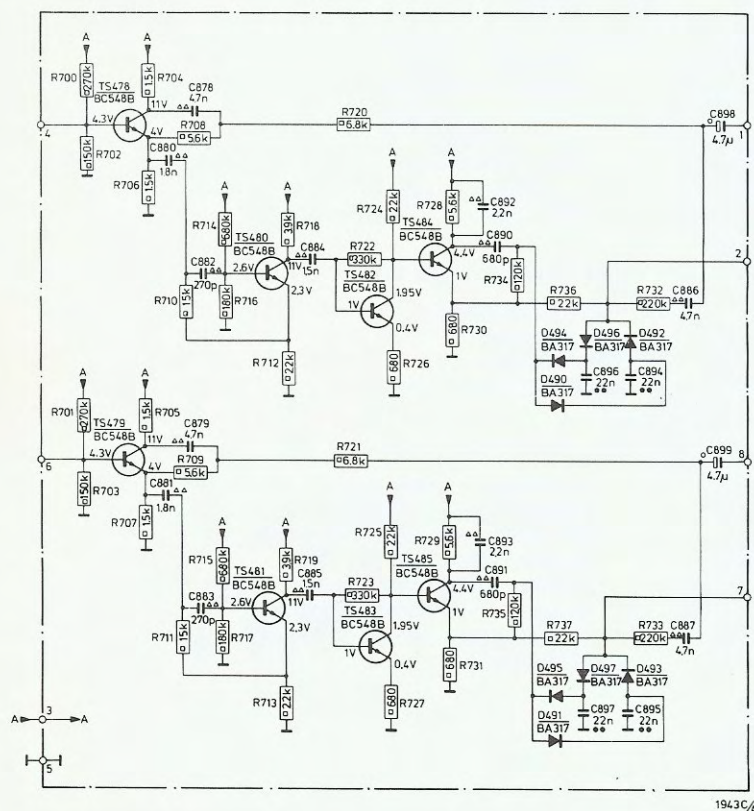 A A
R700 270k 1.5k R704
TS478
BC548B
C878
4.7n
11V
4.3V
4V
R708
5.6k
R720
6.8k
C898
4.7µ
4
1
150k R702
C880
1.8n
R706 1.5k
A A
R714 680k
TS480
BC548B
39k R718
A A
R724 22k
R728 5.6k
C892
2,2n
TS484
BC548B
C890
680p
4.4V
2
C882
270p
2.6V
11V
C884
1.5n
R722
330k
TS482
BC548B
1V
R734 120k
R736
22k
R732
220k
C886
4.7n
R710 15k
180k R716
2,3V
1V
1.95V
0.4V
680 R730
R712 22k
680 R726
D494
BA317
D496
BA317
D492
BA317
D490
BA317
C896
22n
C894
22n
A A
R701 270k 1.5k R705
TS479
BC548B
C879
4.7n
11V
4.3V
4V
R709
5.6k
R721
6.8k
C899
4.7µ
6
8
150k R703
C881
1.8n
R707 1.5k
A A
R715 680k
TS481
BC548B
39k R719
A A
R725 22k
R729 5.6k
C893
2,2n
TS485
BC548B
C891
680p
4.4V
7
C883
270p
2.6V
11V
C885
1.5n
R723
330k
TS483
BC548B
1V
R735 120k
R737
22k
R733
220k
C887
4.7n
R711 15k
180k R717
2,3V
1V
1.95V
0.4V
680 R731
R713 22k
680 R727
D495
BA317
D497
BA317
D493
BA317
D491
BA317
C897
22n
C895
22n
A 3 A
5